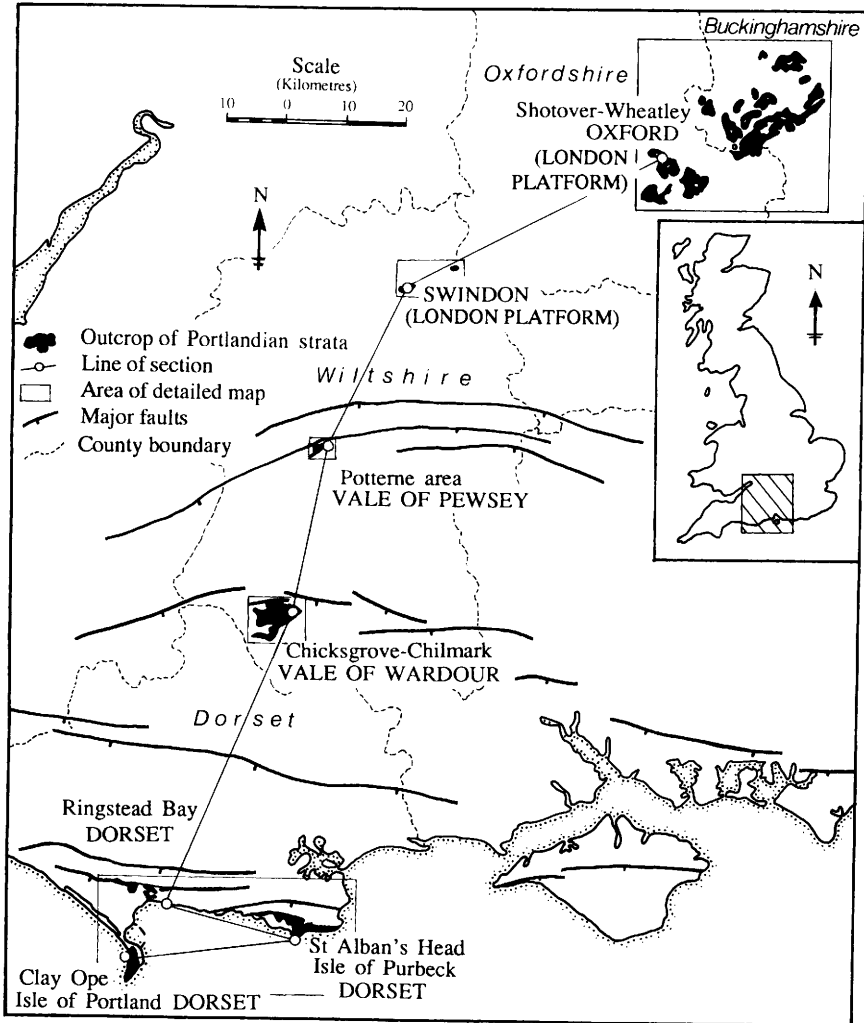 Buckinghamshire
Oxfordshire
Scale
(Kilometres)
10 0 10 20
Shotover-Wheatley
OXFORD
(LONDON
PLATFORM)
N
N
SWINDON
(LONDON PLATFORM)
Outcrop of Portlandian strata
Line of section
Area of detailed map
Major faults
County boundary
Wiltshire
Potterne area
VALE OF PEWSEY
Chicksgrove-Chilmark
VALE OF WARDOUR
Dorset
Ringstead Bay
DORSET
St Alban's Head
Isle of Purbeck
DORSET
Clay Ope
Isle of Portland DORSET